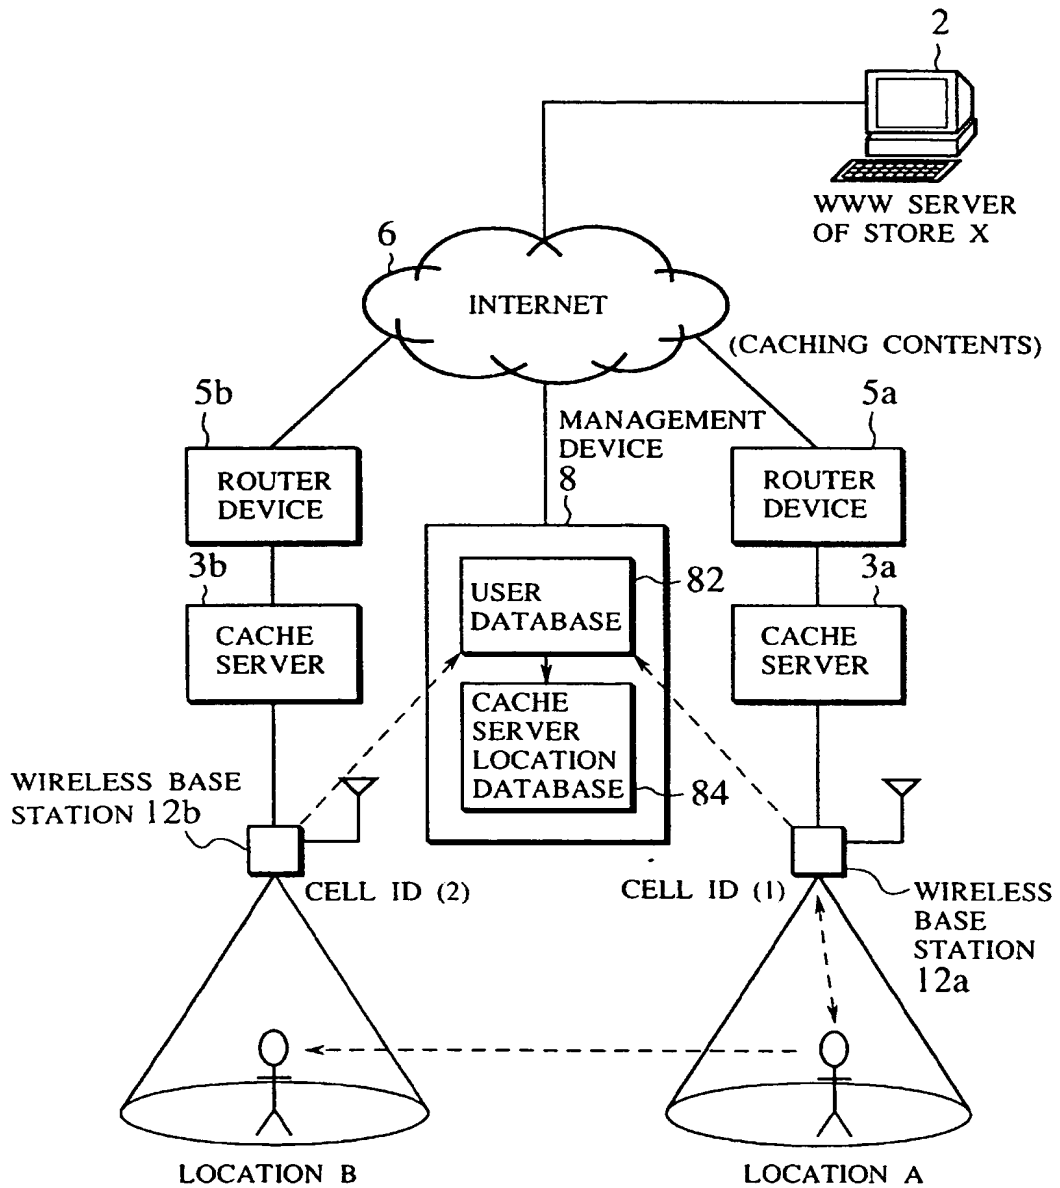 2
WWW SERVER
OF STORE X
6
INTERNET
(CACHING CONTENTS)
5b
MANAGEMENT
DEVICE
8
5a
ROUTER
DEVICE
ROUTER
DEVICE
3b
82
3a
USER
DATABASE
CACHE
SERVER
CACHE
SERVER
CACHE
SERVER
LOCATION
DATABASE
84
WIRELESS BASE
STATION 12b
CELL ID (2)
CELL ID (1)
WIRELESS
BASE
STATION
12a
LOCATION B
LOCATION A